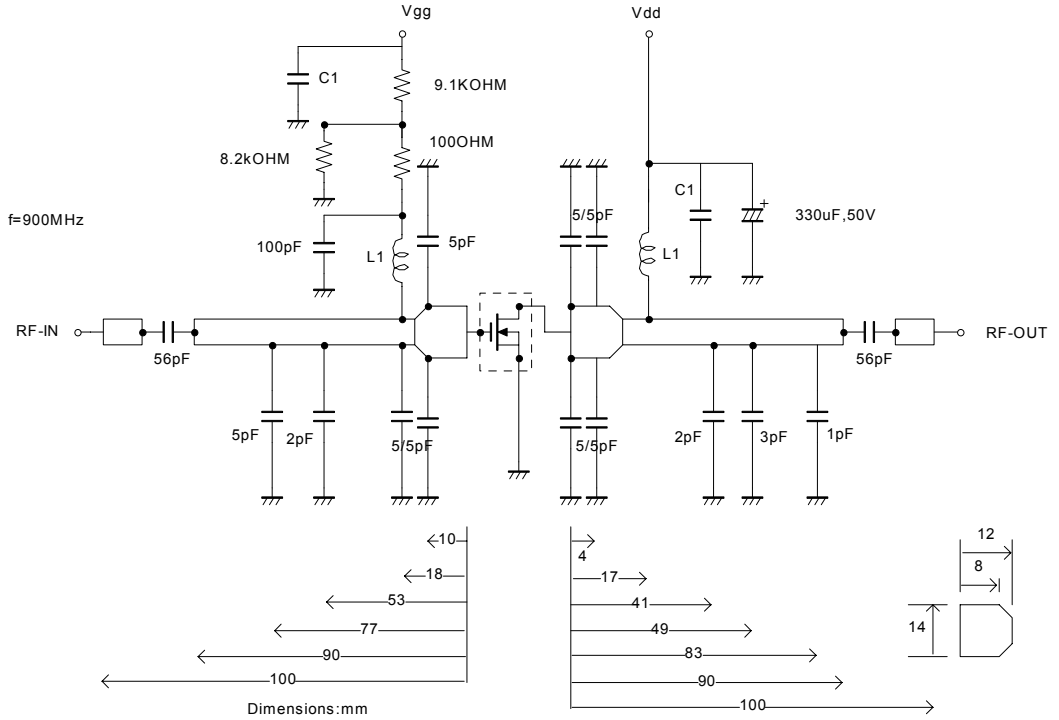 Vgg
Vdd
C1
9.1KOHM
8.2kOHM
100OHM
f=900MHz
100pF
L1
5pF
5/5pF
C1
L1
330uF,50V
+
RF-IN
56pF
56pF
RF-OUT
5pF
2pF
5/5pF
5/5pF
2pF
3pF
1pF
10
4
12
18
17
8
53
41
14
77
49
90
83
100
90
100
Dimensions:mm